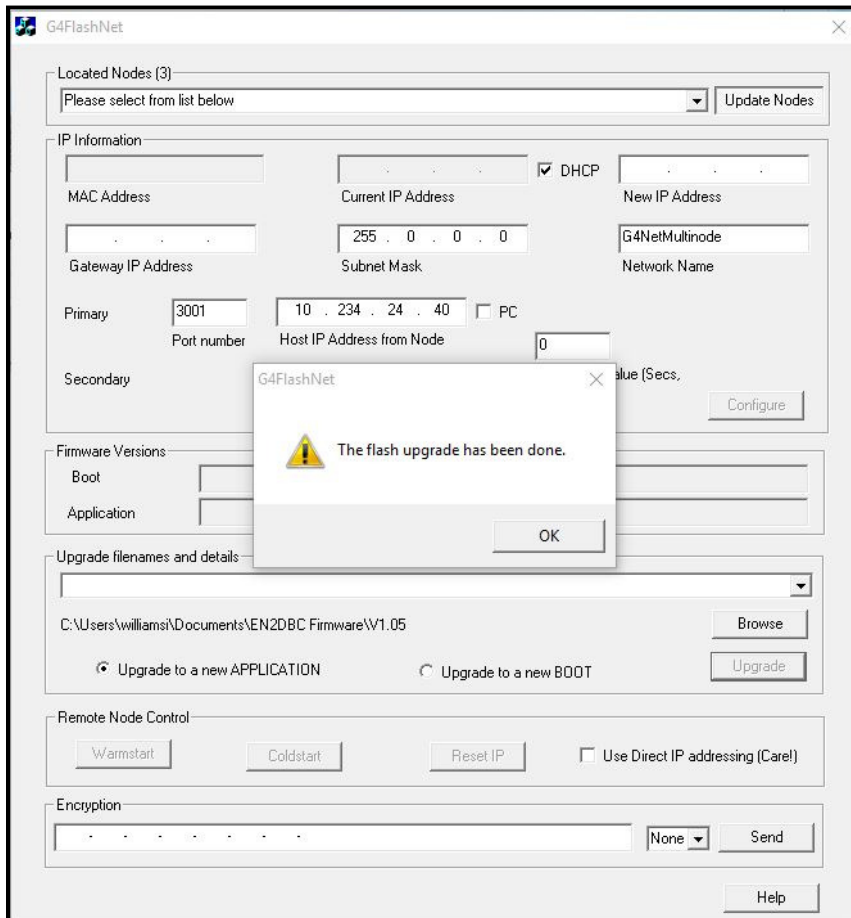 G4FlashNet
Located Nodes (3)
Please select from list below
Update Nodes
IP Information
DHCP
MAC Address
Current IP Address
New IP Address
255 . 0 . 0 . 0
G4NetMultinode
Gateway IP Address
Subnet Mask
Network Name
Primary
3001
10 . 234 . 24 . 40
PC
Port number
Host IP Address from Node
0
Secondary
alue (Secs,
Configure
G4FlashNet
The flash upgrade has been done.
OK
Firmware Versions
Boot
Application
Upgrade filenames and details
C:\Users\williamsi\Documents\EN2DBC Firmware\V1.05
Browse
Upgrade to a new APPLICATION
Upgrade to a new BOOT
Upgrade
Remote Node Control
Warmstart
Coldstart
Reset IP
Use Direct IP addressing (Care!)
Encryption
- - - - - - -
None
Send
Help